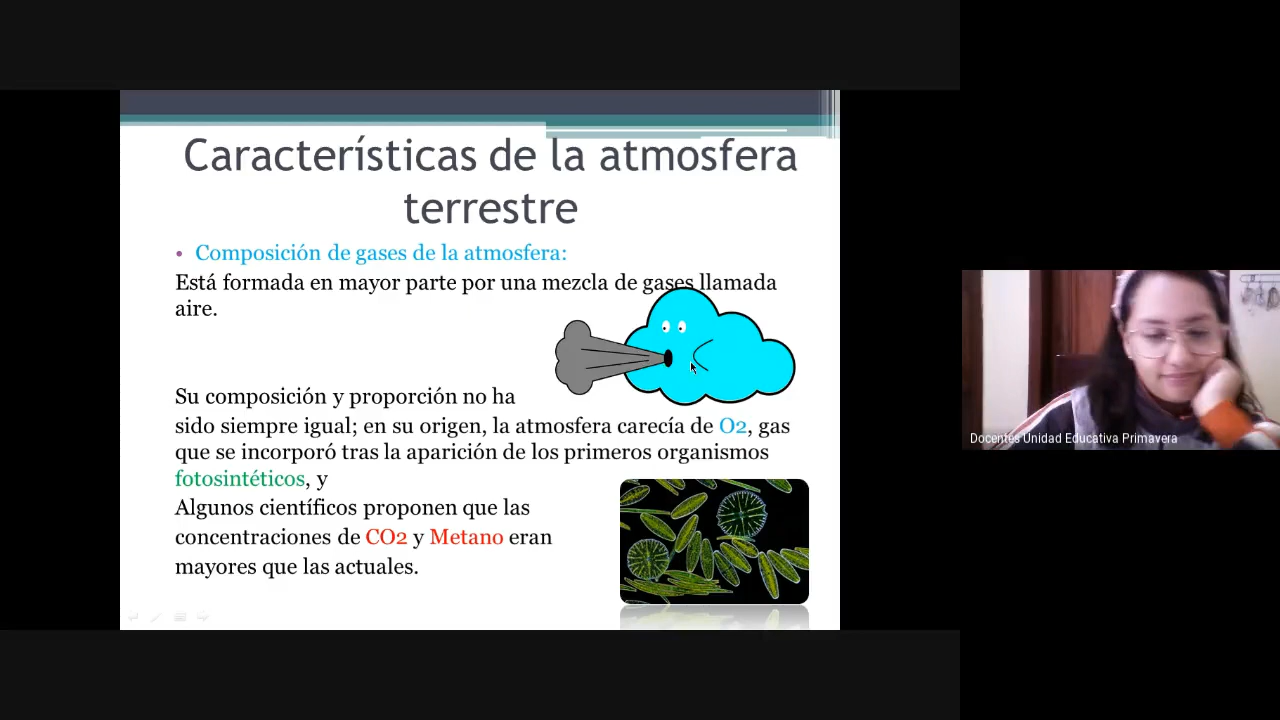 Características de la atmosfera
terrestre
• Composición de gases de la atmosfera:
Está formada en mayor parte por una mezcla de gases llamada
aire.
Su composición y proporción no ha
sido siempre igual; en su origen, la atmosfera carecía de O2, gas
que se incorporó tras la aparición de los primeros organismos
fotosintéticos, y
Algunos científicos proponen que las
concentraciones de CO2 y Metano eran
mayores que las actuales.
Docentes Unidad Educativa Primavera